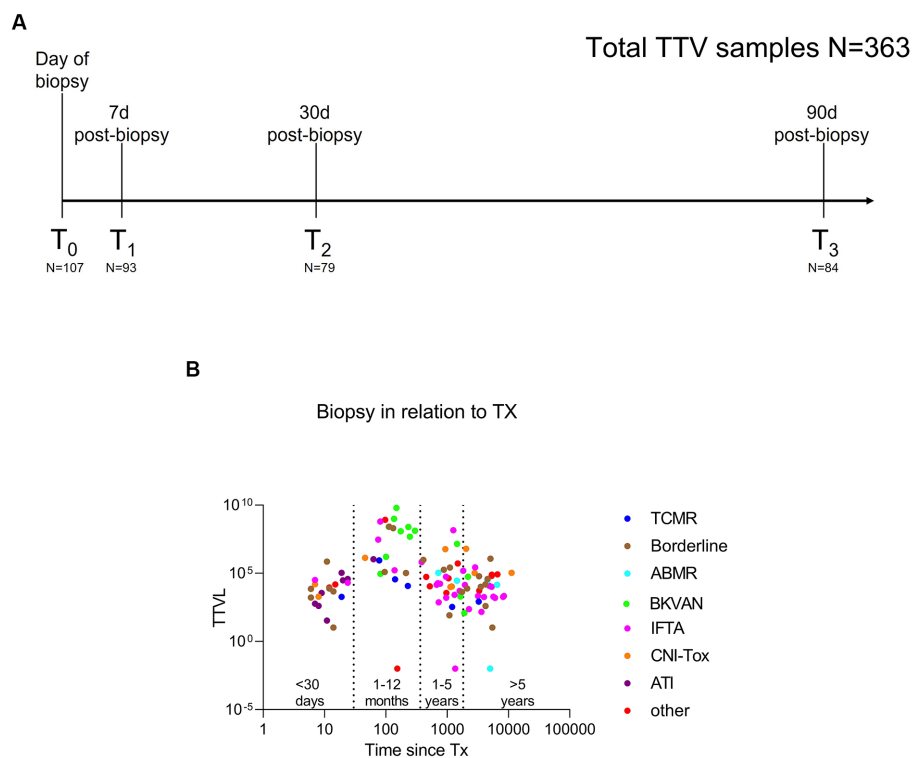 A
Total TTV samples N=363
Day of
biopsy
7d
post-biopsy
30d
post-biopsy
90d
post-biopsy
T0
T1
T2
T3
N=107
N=93
N=79
N=84
B
Biopsy in relation to TX
10^10
10^5
10^0
10^-5
TTVL
<30
days
1-12
months
1-5
years
>5
years
1
10
100
1000
10000
100000
Time since Tx
TCMR
Borderline
ABMR
BKVAN
IFTA
CNI-Tox
ATI
other